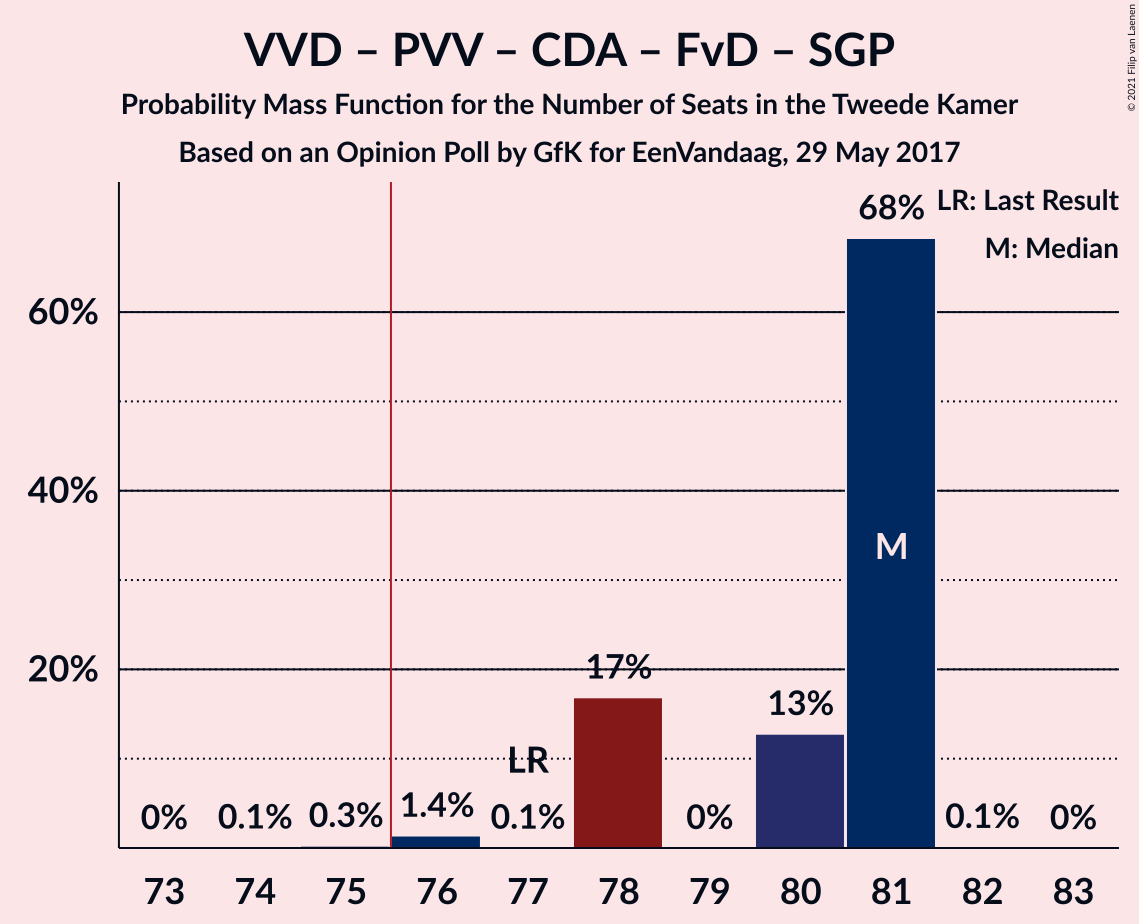 VVD – PVV – CDA – FvD – SGP
Probability Mass Function for the Number of Seats in the Tweede Kamer
Based on an Opinion Poll by GfK for EenVandaag, 29 May 2017
© 2021 Filip van Laenen
LR: Last Result
M: Median
60%
40%
20%
0%
0.1%
0.3%
1.4%
LR
0.1%
17%
0%
13%
68%
M
0.1%
0%
73 74 75 76 77 78 79 80 81 82 83